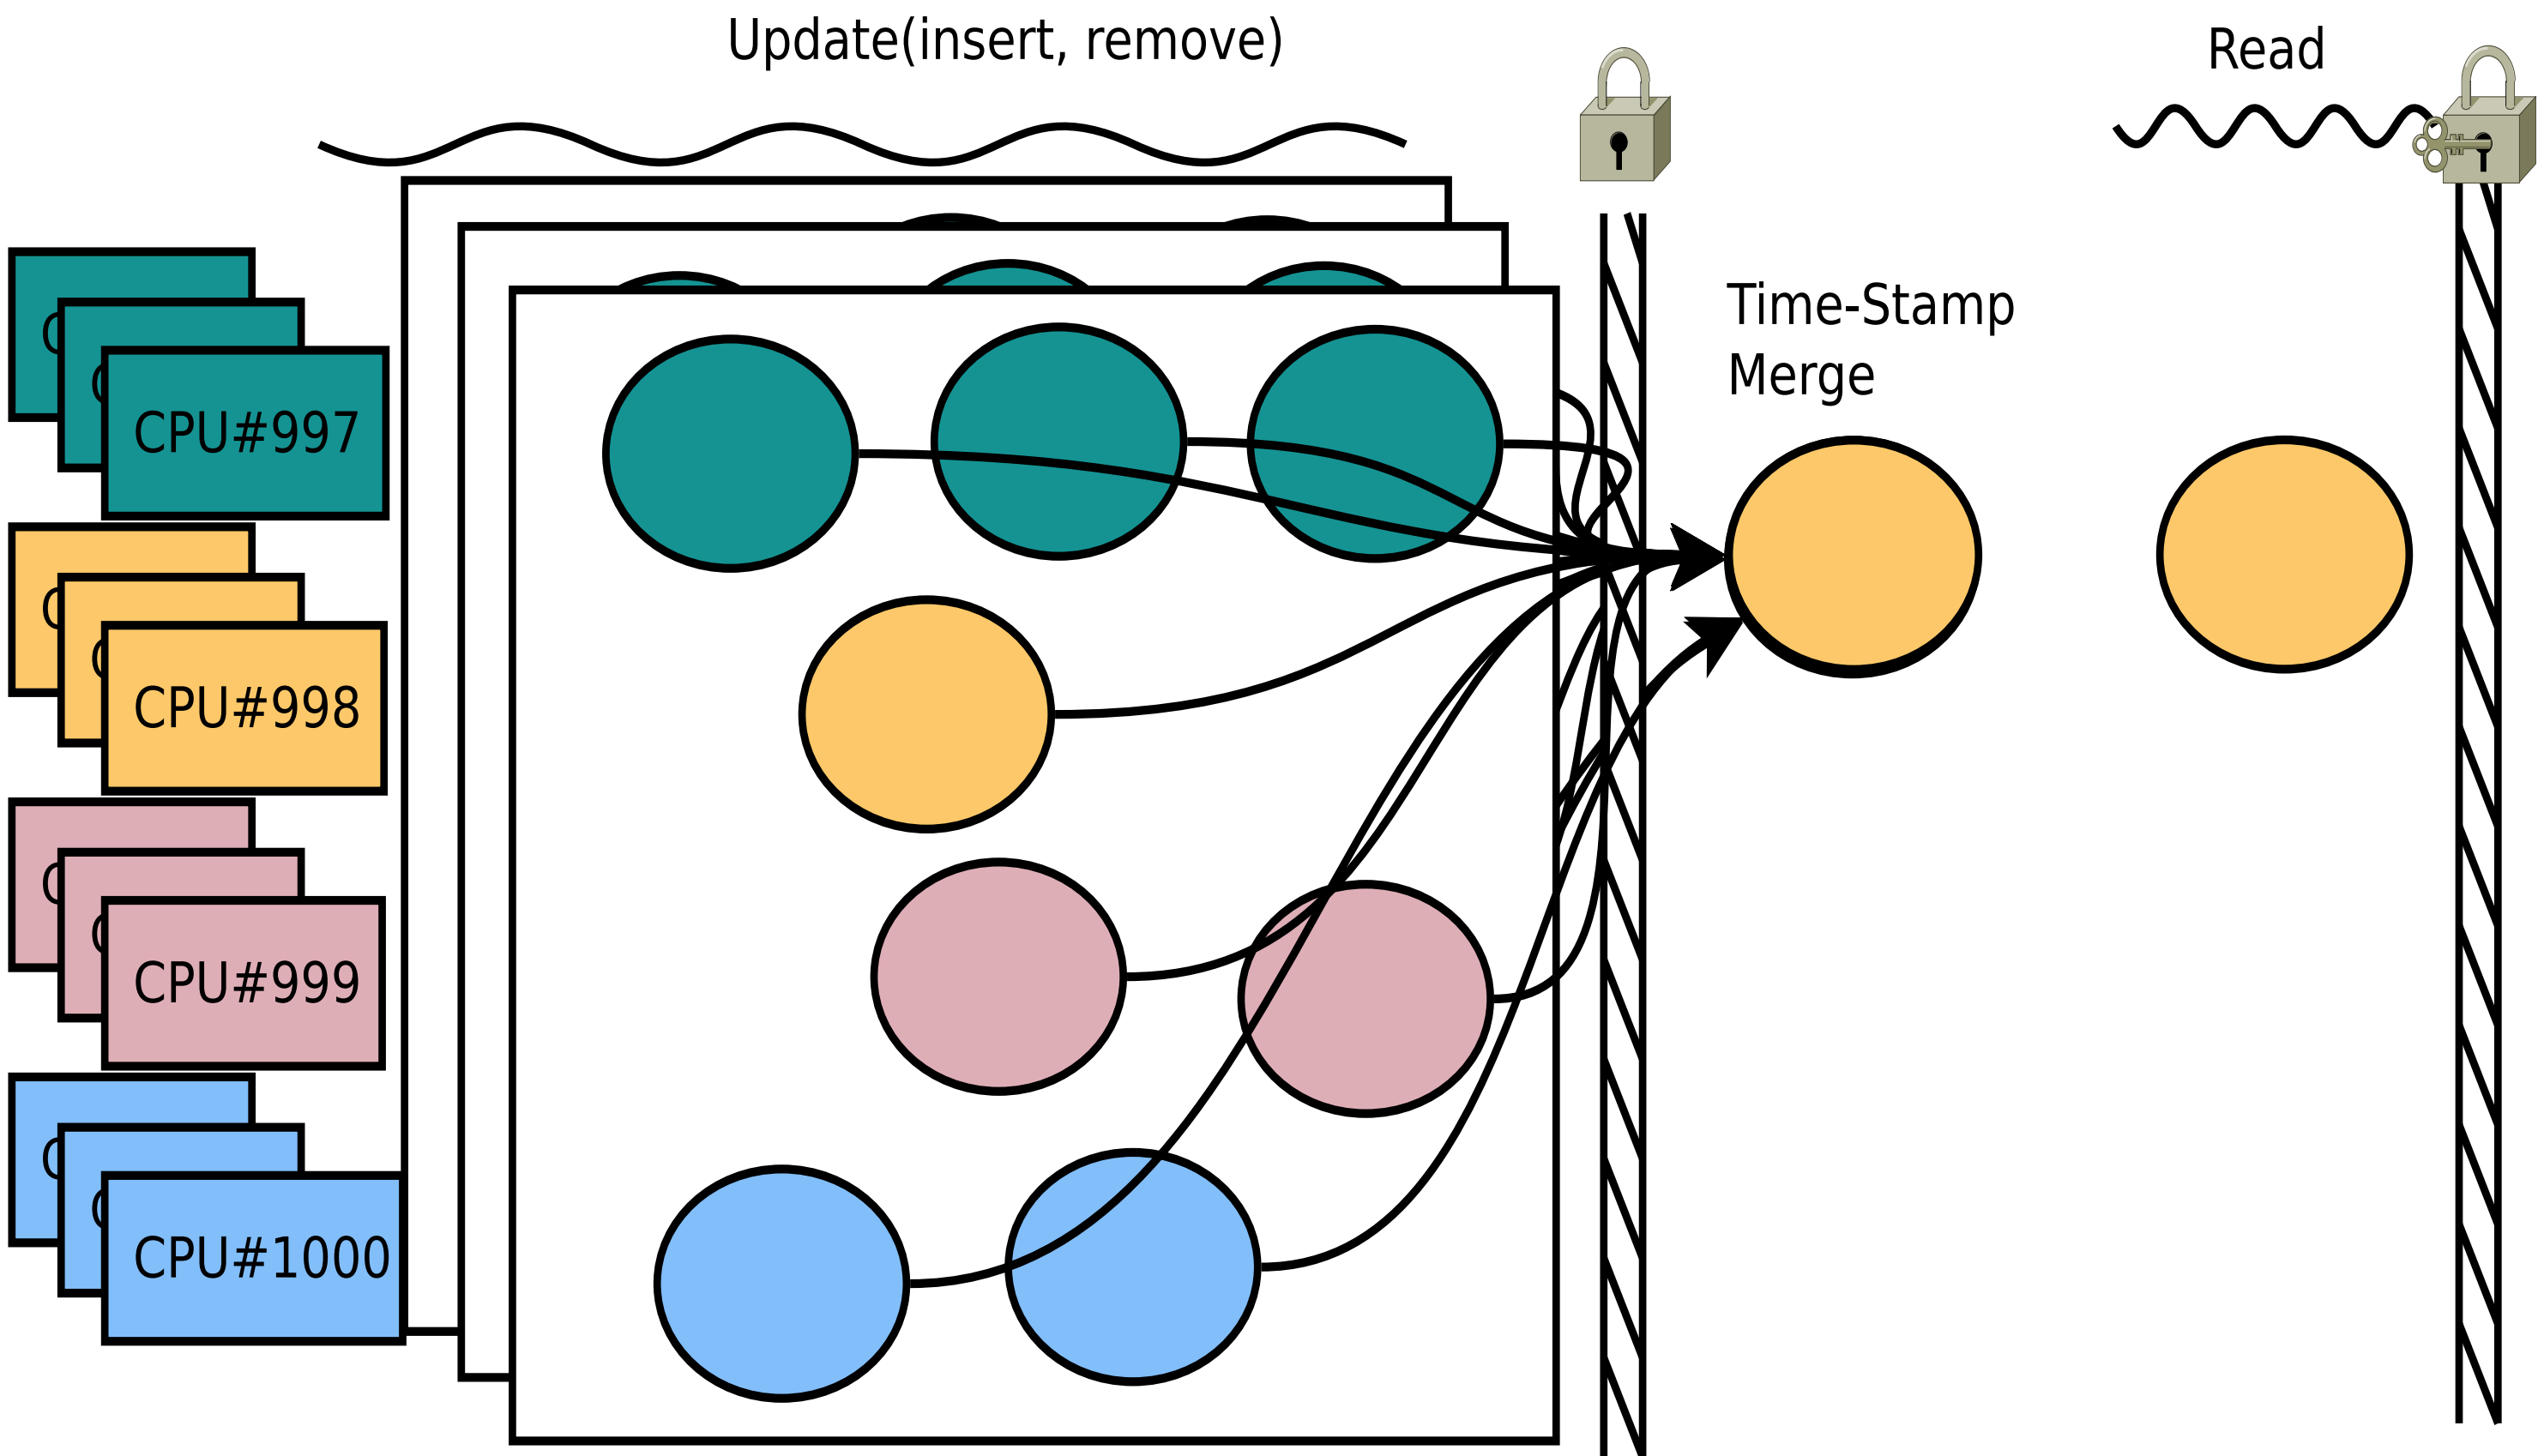 Update(insert, remove)
Read
Time-Stamp
Merge
CPU#997
CPU#998
CPU#999
CPU#1000